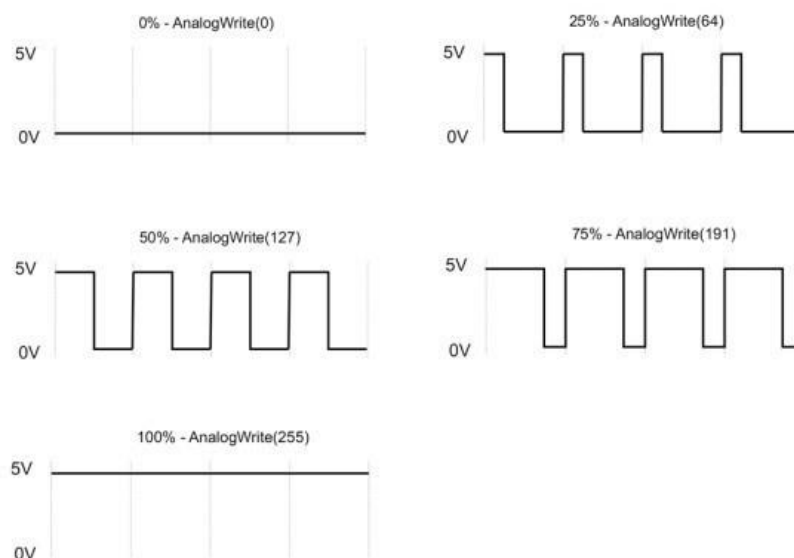 0% - AnalogWrite(0)
5V
0V
25% - AnalogWrite(64)
5V
0V
50% - AnalogWrite(127)
5V
0V
75% - AnalogWrite(191)
5V
0V
100% - AnalogWrite(255)
5V
0V